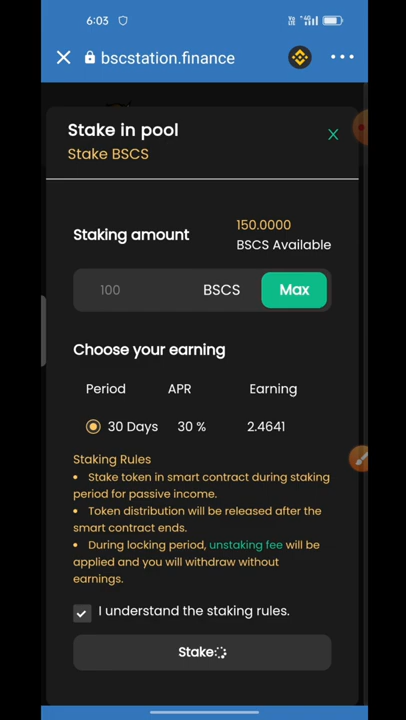 6:03
bscstation.finance
Stake in pool
X
Stake BSCS
150.0000
Staking amount
BSCS Available
100 BSCS Max
Choose your earning
Period APR Earning
30 Days 30 % 2.4641
Staking Rules
• Stake token in smart contract during staking
period for passive income.
• Token distribution will be released after the
smart contract ends.
• During locking period, unstaking fee will be
applied and you will withdraw without
earnings.
I understand the staking rules.
Stake